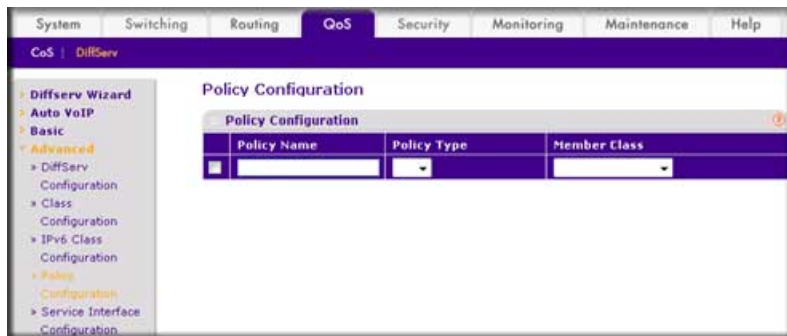 System Switching Routing QoS Security Monitoring Maintenance Help
CoS | DiffServ
Diffserv Wizard
Auto VoIP
Basic
Advanced
» DiffServ
Configuration
» Class
Configuration
» IPv6 Class
Configuration
» Policy
Configuration
» Service Interface
Configuration
Policy Configuration
Policy Configuration
Policy Name Policy Type Member Class